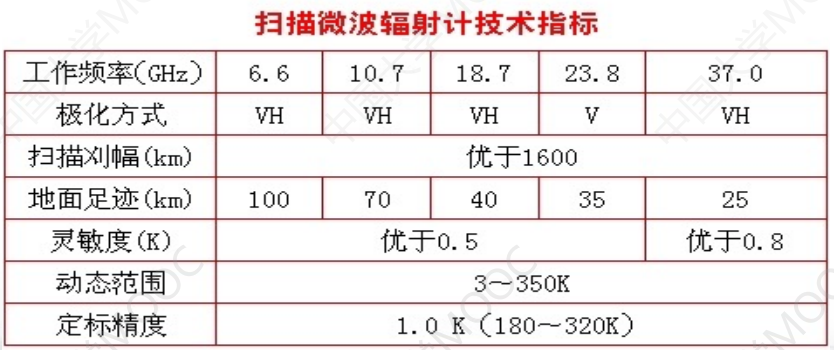 扫描微波辐射计技术指标
工作频率(GHz) 6.6 10.7 18.7 23.8 37.0
极化方式 VH VH VH V VH
扫描刈幅(km) 优于1600
地面足迹(km) 100 70 40 35 25
灵敏度(K) 优于0.5 优于0.8
动态范围 3～350K
定标精度 1.0 K（180～320K）
中国大学MOOC